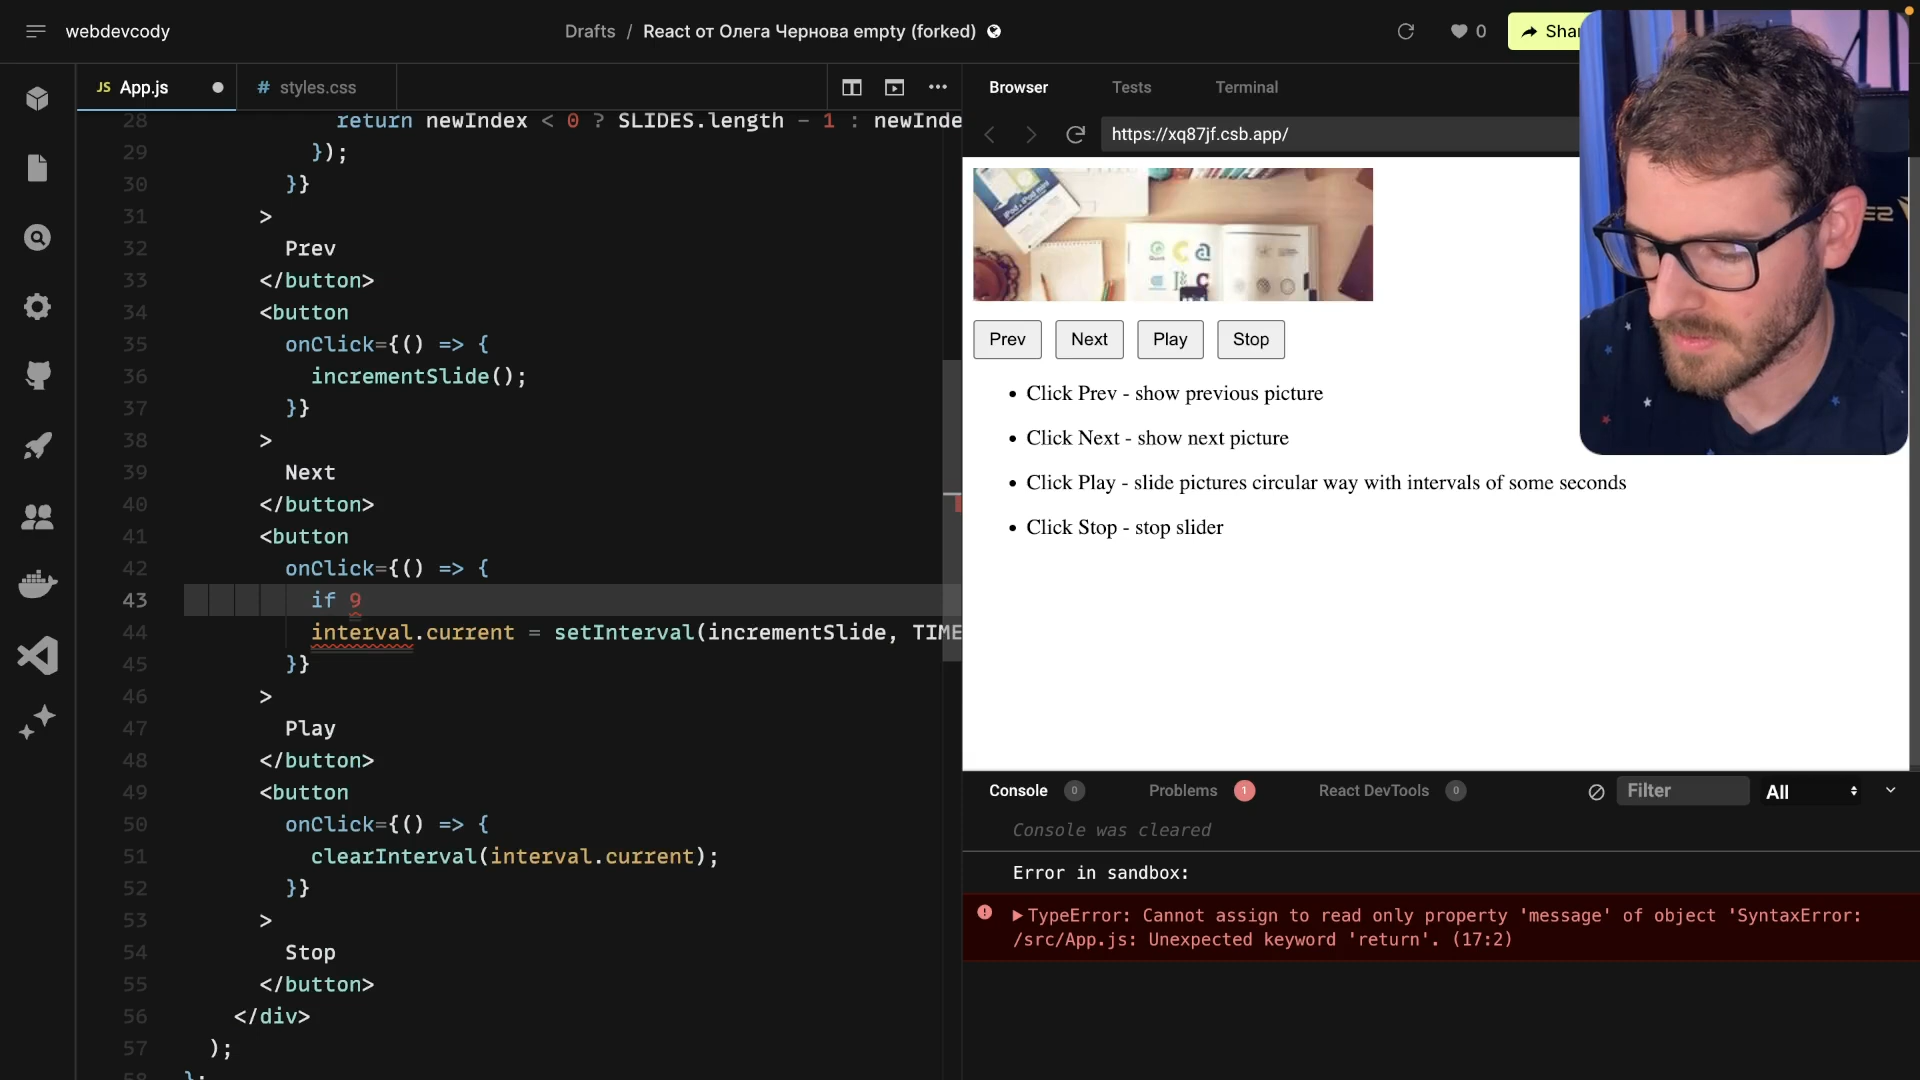 webdevcody
Drafts / React от Олега Чернова empty (forked)
0
Shar
JS App.js
# styles.css
Browser
Tests
Terminal
https://xq87jf.csb.app/
28 return newIndex < 0 ? SLIDES.length - 1 : newInde
29 });
30 }}
31 >
32 Prev
33 </button>
34 <button
35 onClick={() => {
36 incrementSlide();
37 }}
38 >
39 Next
40 </button>
41 <button
42 onClick={() => {
43 if 9
44 interval.current = setInterval(incrementSlide, TIME
45 }}
46 >
47 Play
48 </button>
49 <button
50 onClick={() => {
51 clearInterval(interval.current);
52 }}
53 >
54 Stop
55 </button>
56 </div>
57 );
58 };
Prev
Next
Play
Stop
• Click Prev - show previous picture
• Click Next - show next picture
• Click Play - slide pictures circular way with intervals of some seconds
• Click Stop - stop slider
Console 0
Problems 1
React DevTools 0
Filter
All
Console was cleared
Error in sandbox:
TypeError: Cannot assign to read only property 'message' of object 'SyntaxError:
/src/App.js: Unexpected keyword 'return'. (17:2)